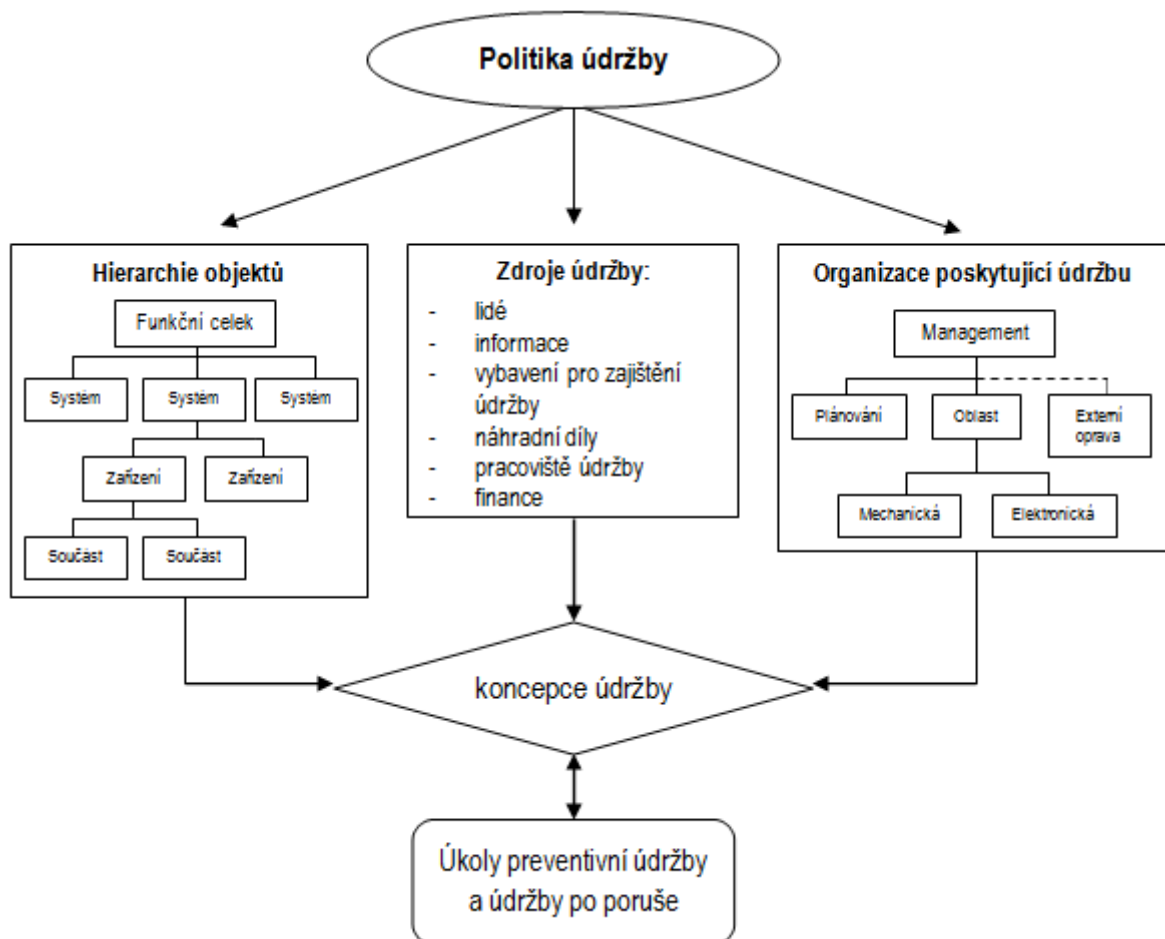 Politika údržby
Hierarchie objektů
Funkční celek
Systém
Systém
Systém
Zařízení
Zařízení
Součást
Součást
Zdroje údržby:
- lidé
- informace
- vybavení pro zajištění
údržby
- náhradní díly
- pracoviště údržby
- finance
Organizace poskytující údržbu
Management
Plánování
Oblast
Externí
oprava
Mechanická
Elektronická
koncepce údržby
Úkoly preventivní údržby
a údržby po poruše